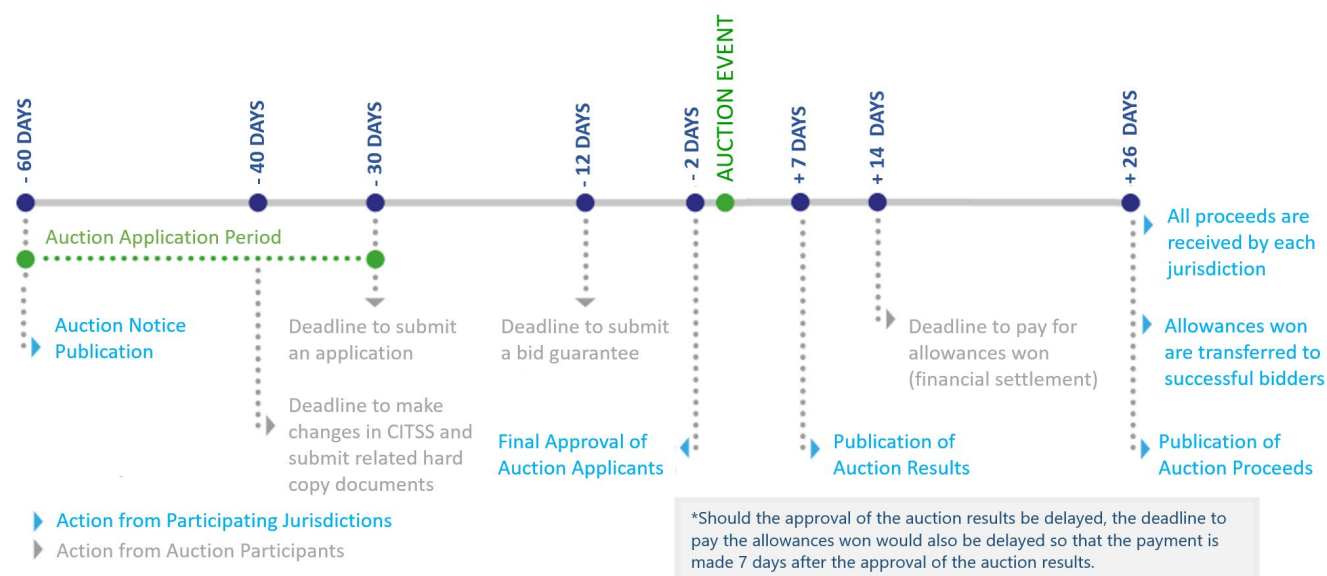 - 60 DAYS
- 40 DAYS
- 30 DAYS
- 12 DAYS
- 2 DAYS
AUCTION EVENT
+ 7 DAYS
+ 14 DAYS
+ 26 DAYS
Auction Application Period
Auction Notice
Publication
Deadline to submit
an application
Deadline to make
changes in CITSS and
submit related hard
copy documents
Deadline to submit
a bid guarantee
Final Approval of
Auction Applicants
Publication of
Auction Results
Deadline to pay for
allowances won
(financial settlement)
All proceeds are
received by each
jurisdiction
Allowances won
are transferred to
successful bidders
Publication of
Auction Proceeds
Action from Participating Jurisdictions
Action from Auction Participants
*Should the approval of the auction results be delayed, the deadline to
pay the allowances won would also be delayed so that the payment is
made 7 days after the approval of the auction results.